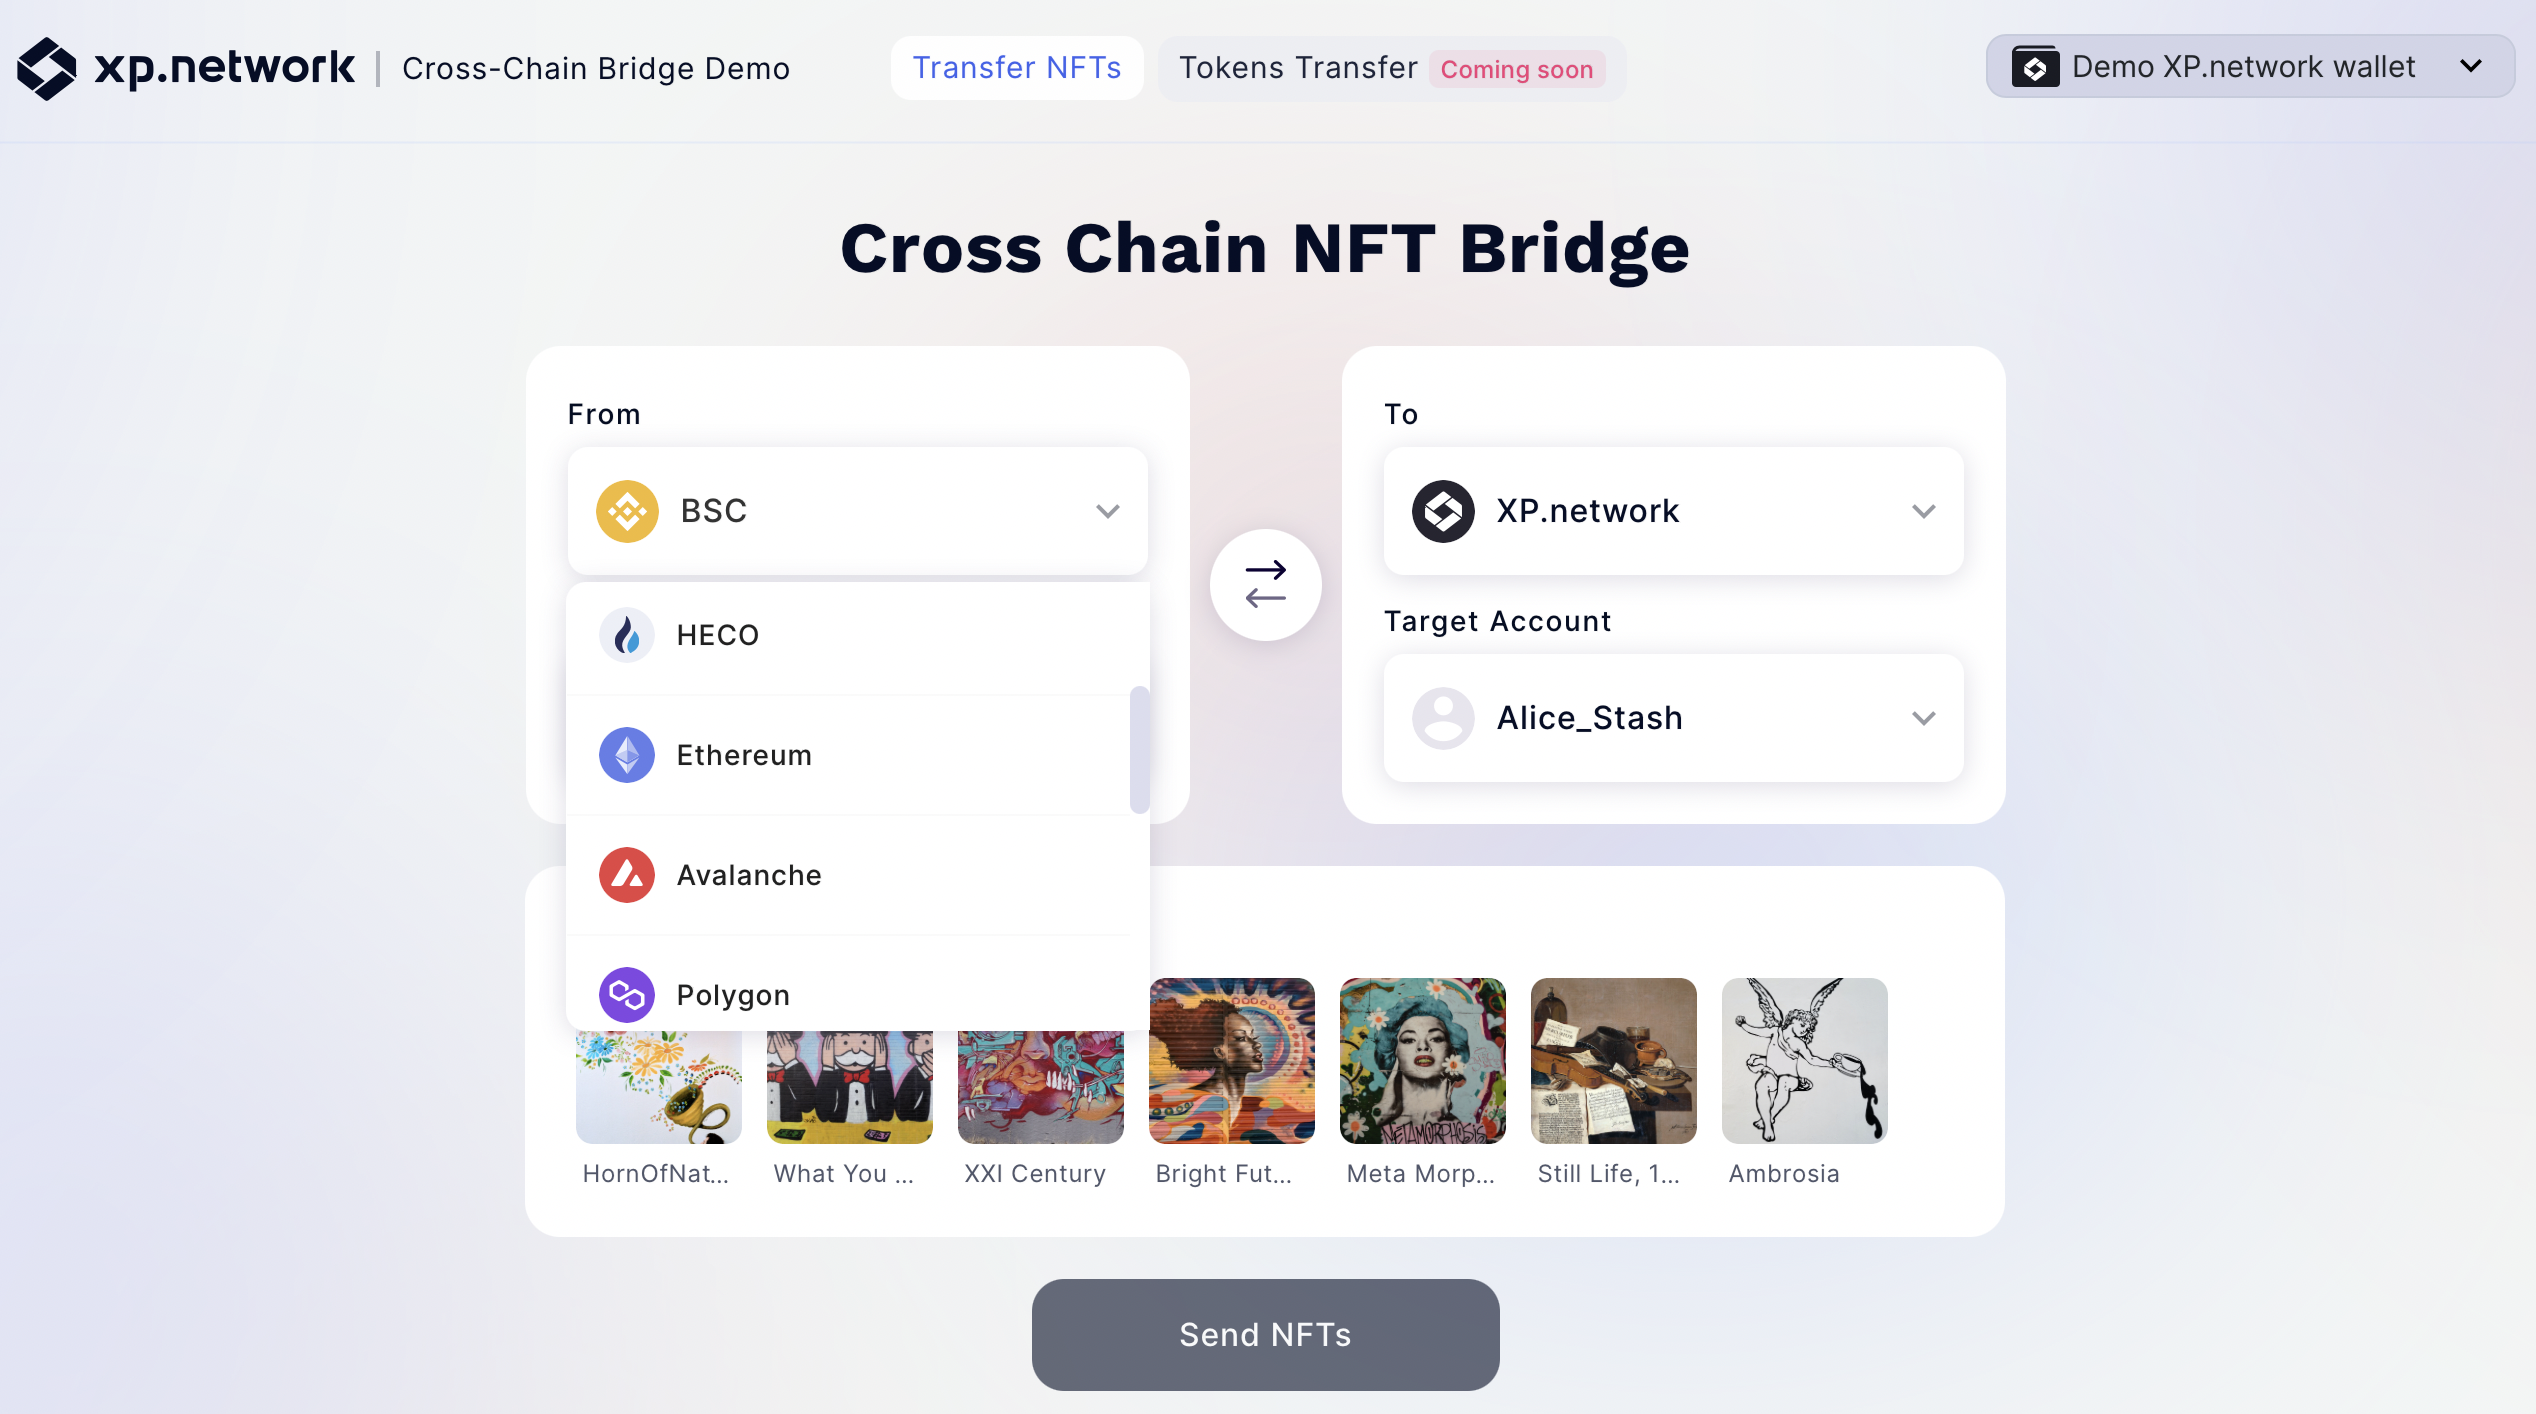 xp.network | Cross-Chain Bridge Demo
Transfer NFTs
Tokens Transfer Coming soon
Demo XP.network wallet
Cross Chain NFT Bridge
From
BSC
HECO
Ethereum
Avalanche
Polygon
To
XP.network
Target Account
Alice_Stash
METAMORPHOSIS
HornOfNat...
What You ...
XXI Century
Bright Fut...
Meta Morp...
Still Life, 1...
Ambrosia
Send NFTs